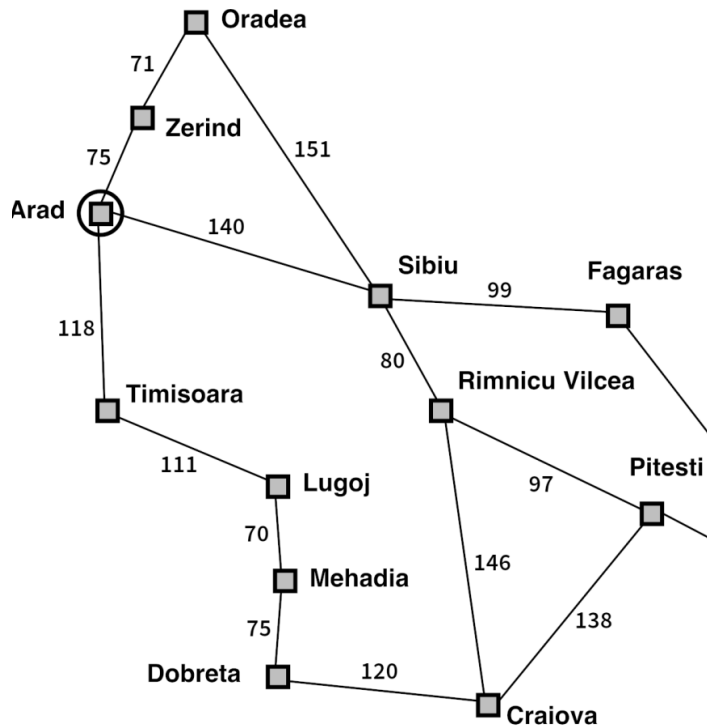 Oradea
71
Zerind
75
151
Arad
140
Sibiu
Fagaras
99
118
80
Rimnicu Vilcea
Timisoara
111
Pitesti
Lugoj
97
70
146
Mehadia
138
75
Dobreta
120
Craiova